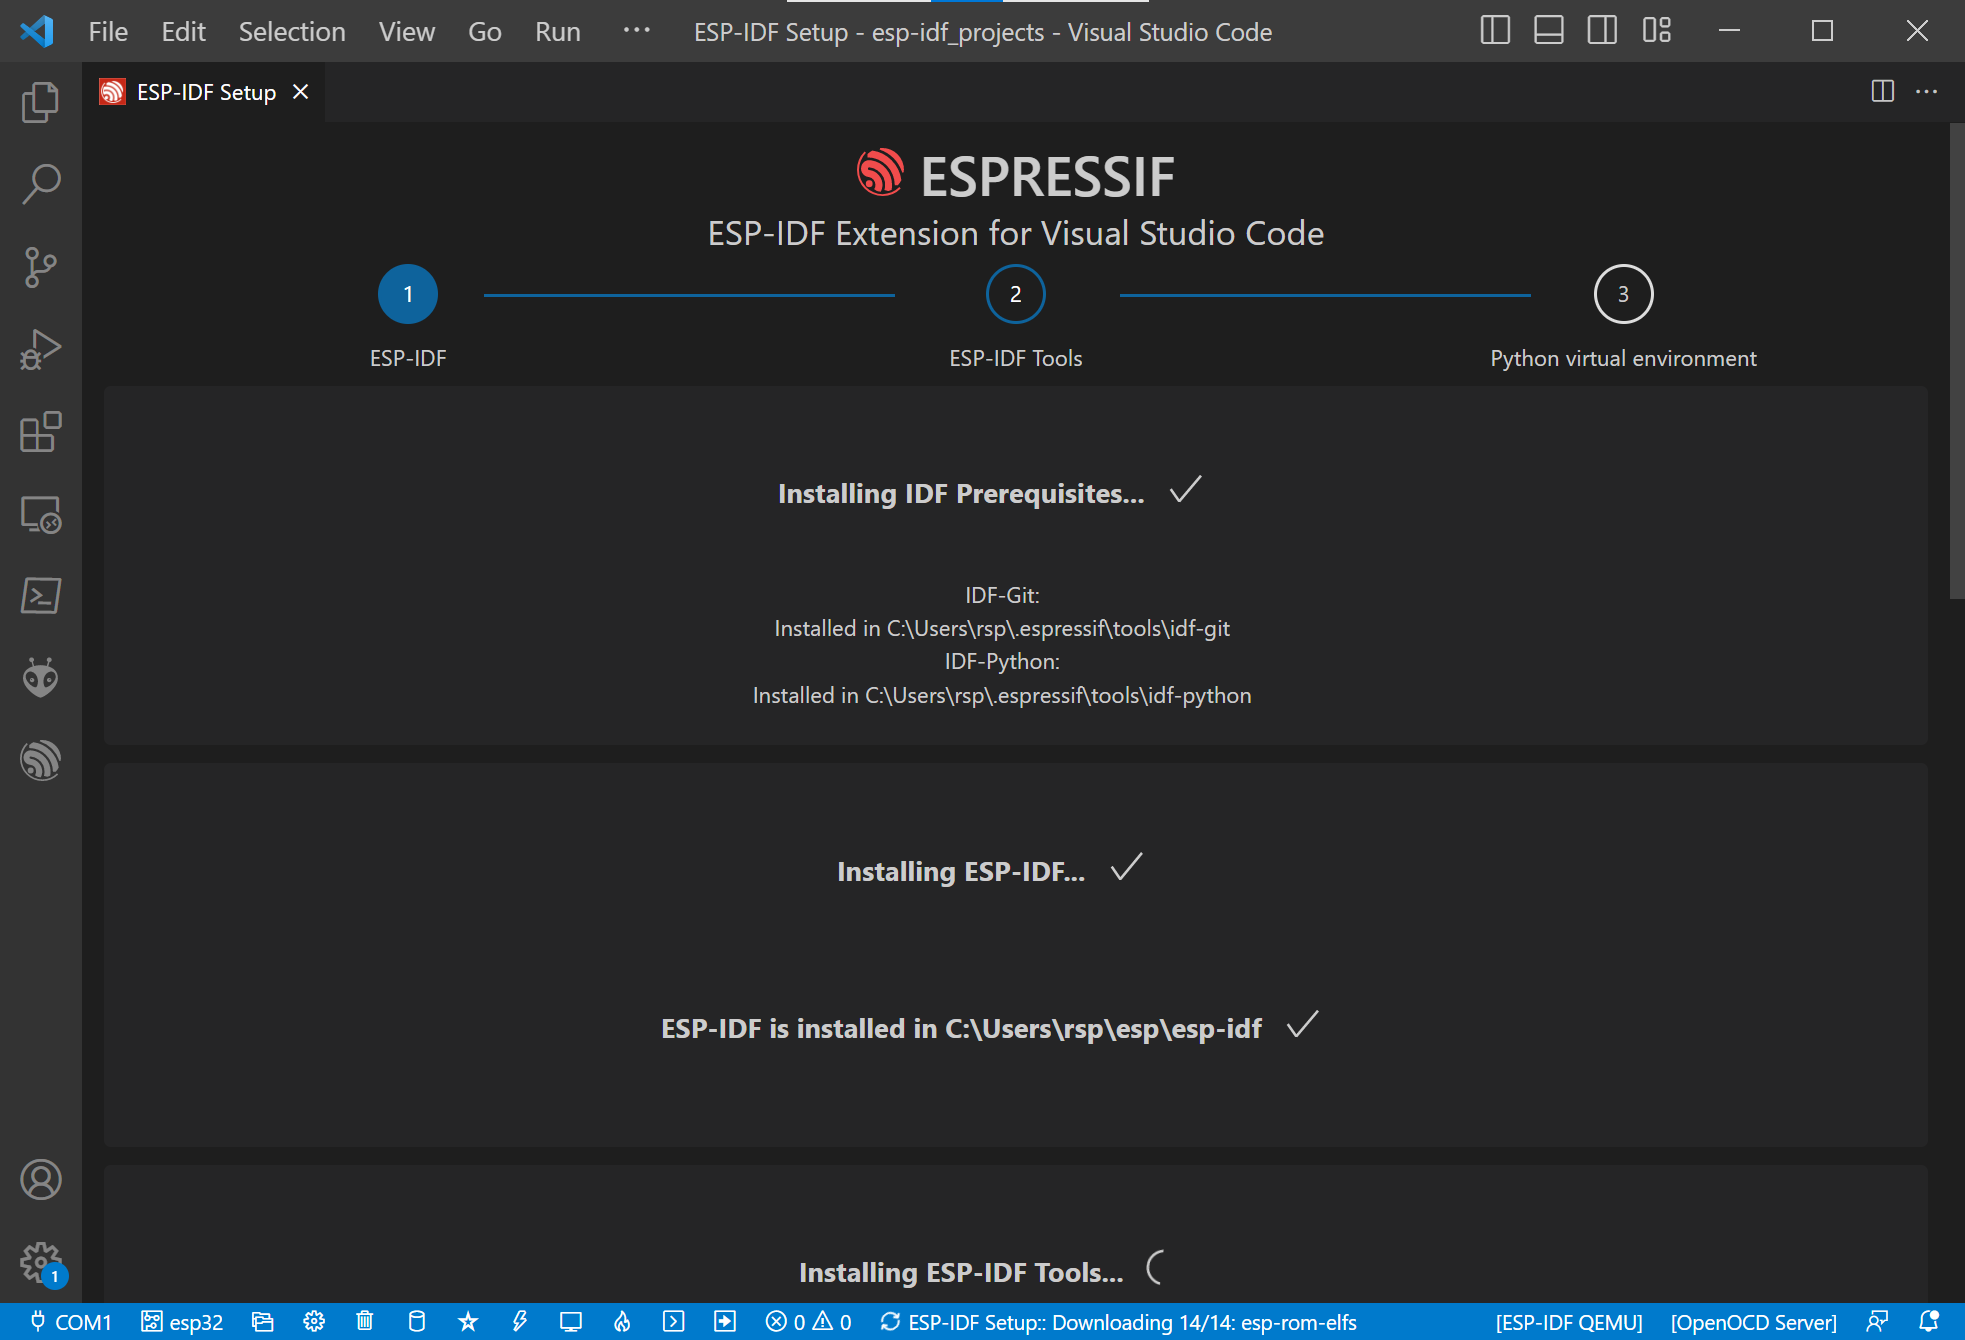 File Edit Selection View Go Run ··· ESP-IDF Setup - esp-idf_projects - Visual Studio Code
ESP-IDF Setup
ESPRESSIF
ESP-IDF Extension for Visual Studio Code
1 2 3
ESP-IDF ESP-IDF Tools Python virtual environment
Installing IDF Prerequisites...
IDF-Git:
Installed in C:\Users\rsp\.espressif\tools\idf-git
IDF-Python:
Installed in C:\Users\rsp\.espressif\tools\idf-python
Installing ESP-IDF...
ESP-IDF is installed in C:\Users\rsp\esp\esp-idf
Installing ESP-IDF Tools...
1
COM1 esp32 0 0 ESP-IDF Setup:: Downloading 14/14: esp-rom-elfs [ESP-IDF QEMU] [OpenOCD Server]